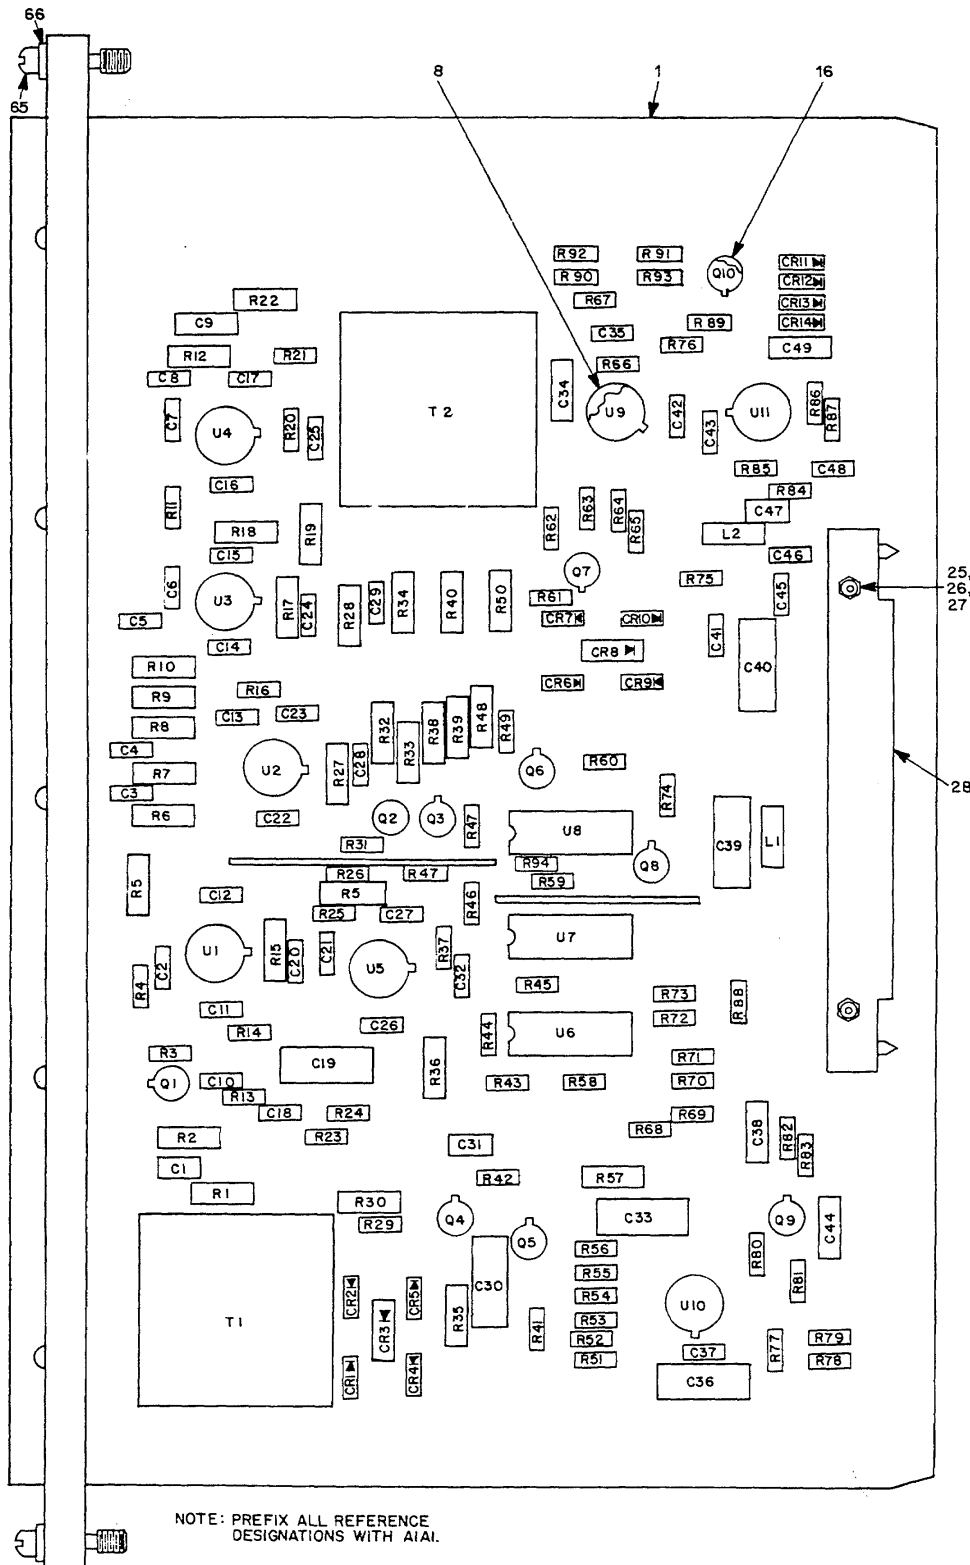 66
65
8
1
16
R92
R91
R90
R93
Q10
CR11
CR12
CR13
CR14
R67
R22
C9
C35
R89
R76
C49
R12
R21
R66
C8
C17
T2
C34
U9
C42
C43
U11
R86
R87
C7
U4
R20
C25
R85
C48
C16
R84
R11
R63
R64
C47
R18
R19
R62
R65
L2
C15
C46
Q7
25,
26,
27
C6
U3
R17
C24
R28
C29
R34
R40
R50
R75
C45
R61
C5
CR7
CR10
C41
C40
C14
CR8
R10
R16
CR6
CR9
R9
C13
C23
R32
R33
R38
R39
R48
R49
R8
C4
U2
R27
C28
Q6
R60
R7
28
C3
R74
R6
C22
Q2
Q3
R47
U8
C39
L1
R31
R94
Q8
R5
R26
R47
R59
C12
R5
R46
R25
C27
U1
R15
C20
C21
R37
U7
R4
C2
U5
C32
R45
R73
R88
C11
C26
R44
U6
R72
R14
R3
C19
R36
R71
Q1
C10
R43
R58
R70
R13
C18
R24
R69
C38
R2
R23
C31
R68
R82
R83
C1
R42
R57
R1
R30
R29
Q4
C33
Q9
C44
Q5
R56
R80
T1
CR2
CR5
C30
R55
R81
R54
U10
CR3
R35
R41
R53
R52
R79
CR1
CR4
R51
C37
R77
R78
C36
NOTE: PREFIX ALL REFERENCE
DESIGNATIONS WITH A1A1.